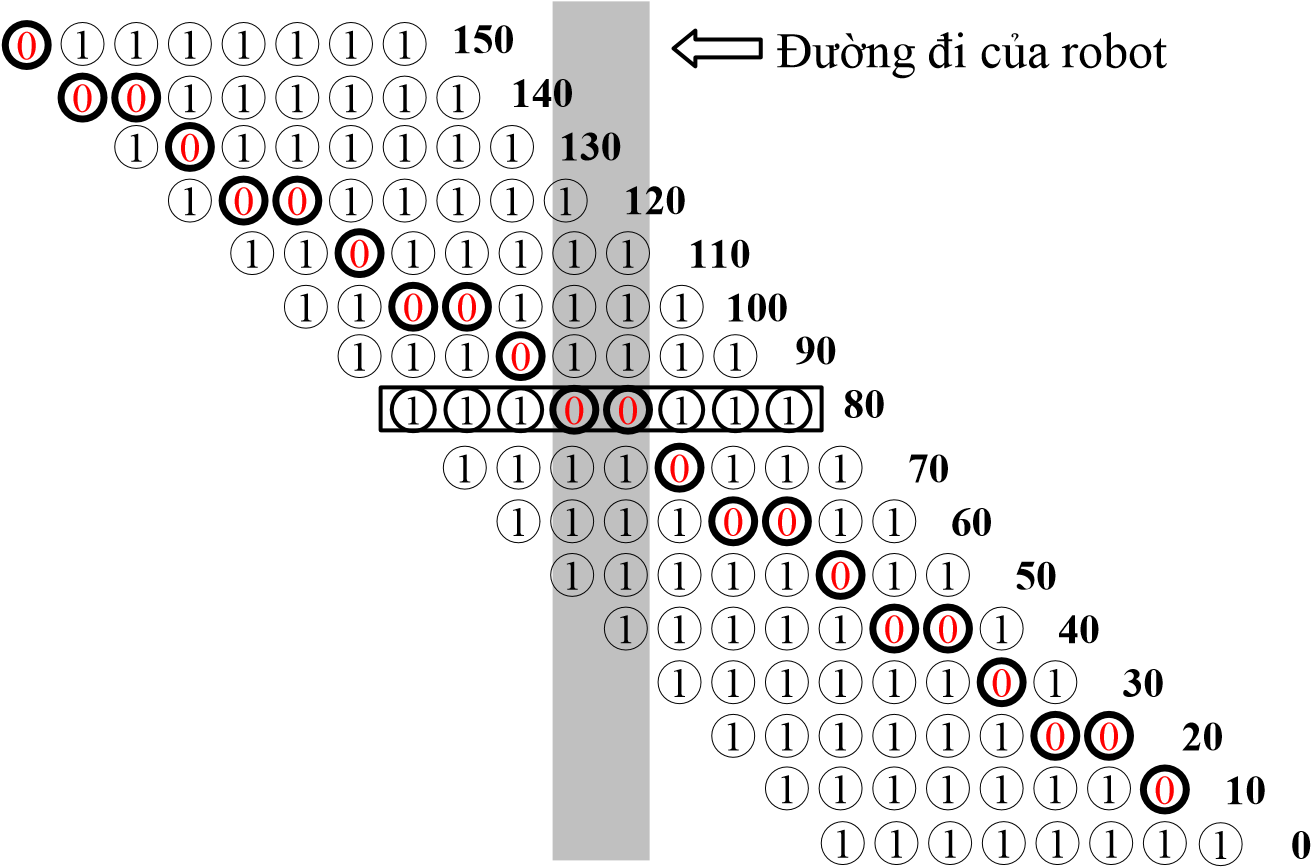 0 1 1 1 1 1 1 1 150 Đường đi của robot
0 0 1 1 1 1 1 1 140
1 0 1 1 1 1 1 1 130
1 0 0 1 1 1 1 1 120
1 1 0 1 1 1 1 1 110
1 1 0 0 1 1 1 1 100
1 1 1 0 1 1 1 1 90
1 1 1 0 0 1 1 1 80
1 1 1 1 0 1 1 1 70
1 1 1 1 0 0 1 1 60
1 1 1 1 1 0 1 1 50
1 1 1 1 1 0 0 1 40
1 1 1 1 1 1 0 1 30
1 1 1 1 1 1 0 0 20
1 1 1 1 1 1 1 0 10
1 1 1 1 1 1 1 1 0